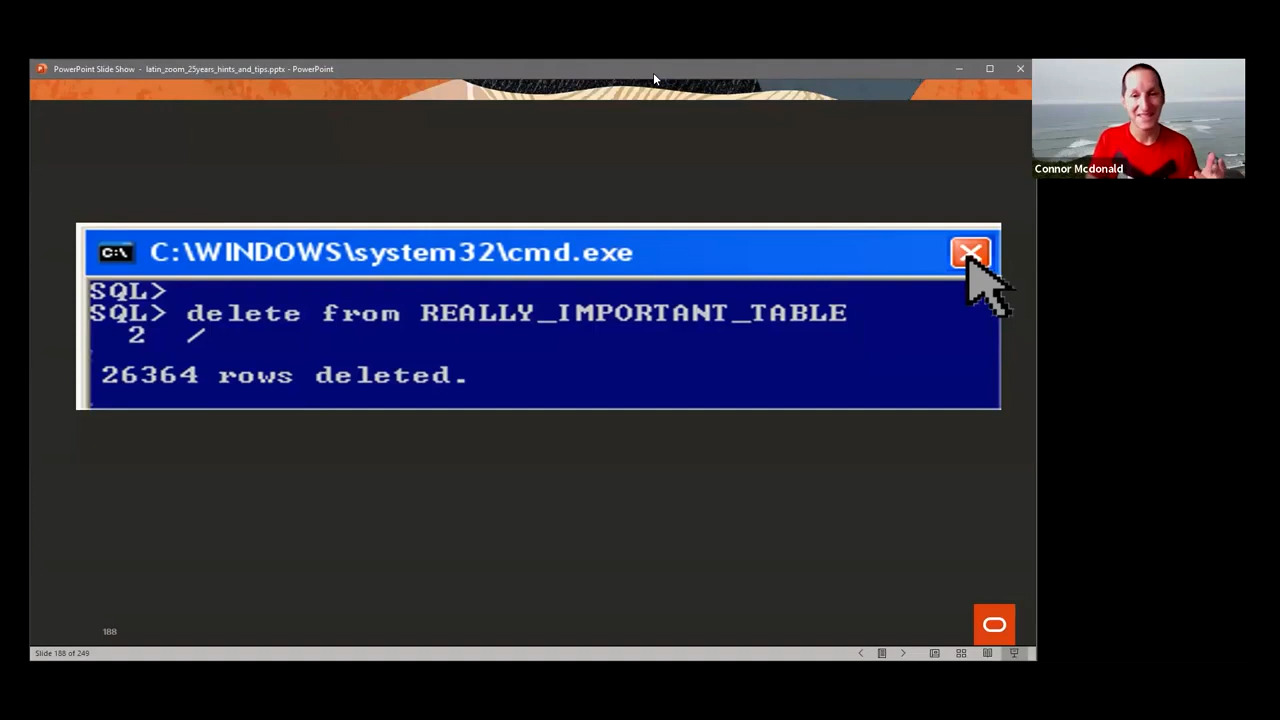 PowerPoint Slide Show - latin_zoom_25years_hints_and_tips.pptx - PowerPoint
Connor Mcdonald
C:\ C:\WINDOWS\system32\cmd.exe
SQL>
SQL> delete from REALLY_IMPORTANT_TABLE
2 /
26364 rows deleted.
188
Slide 188 of 249